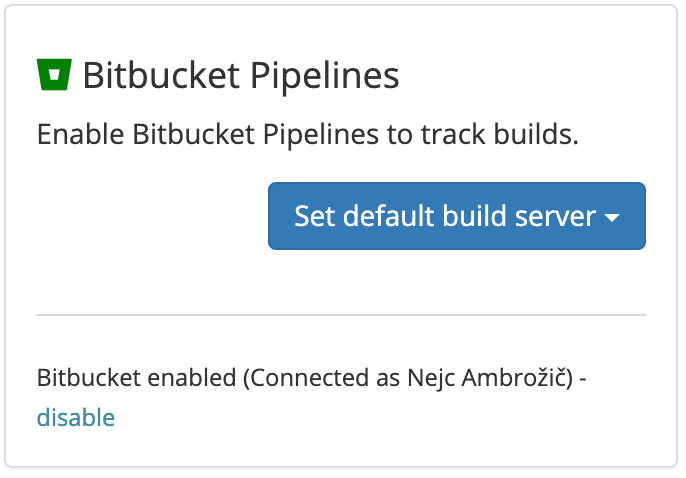 Bitbucket Pipelines
Enable Bitbucket Pipelines to track builds.
Set default build server
Bitbucket enabled (Connected as Nejc Ambrožič) -
disable